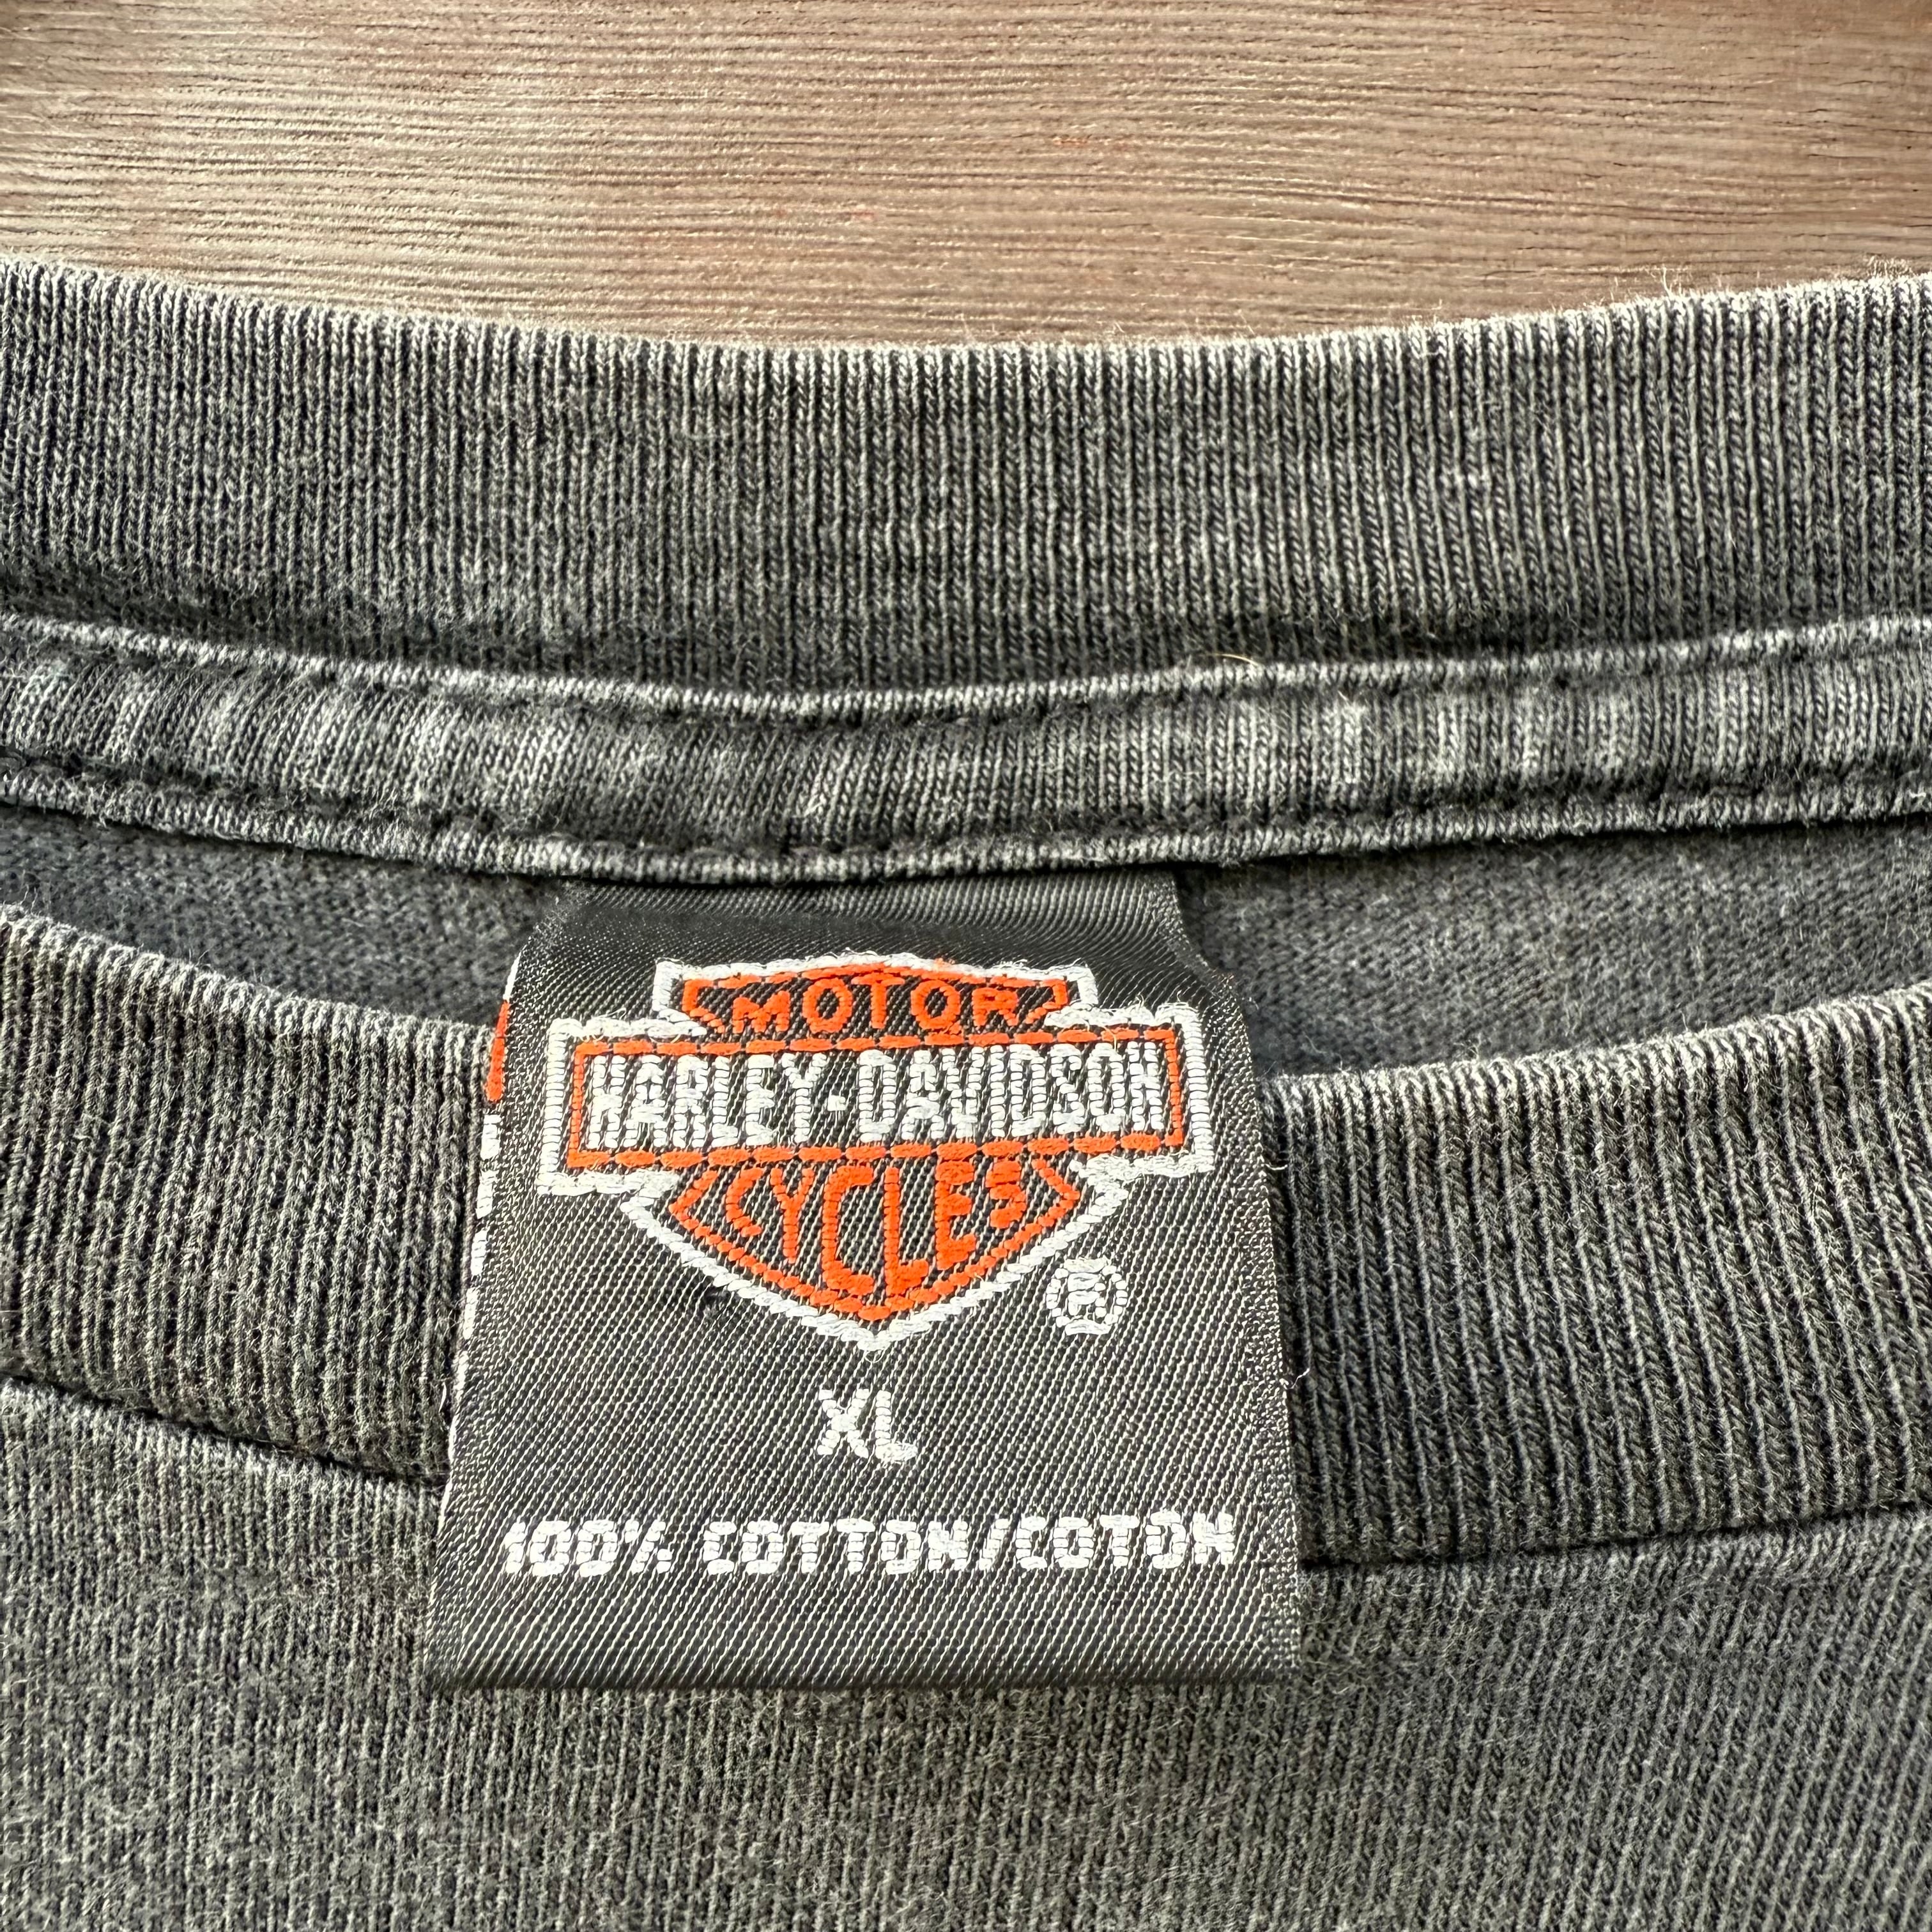 MOTOR
HARLEY-DAVIDSON
CYCLES
®
XL
100% COTTON/COTON